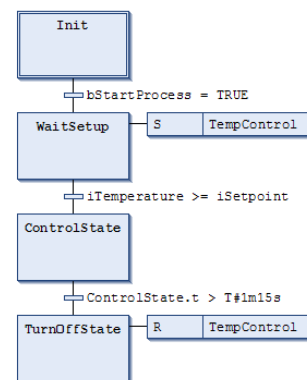 Init
bStartProcess = TRUE
WaitSetup S TempControl
iTemperature >= iSetpoint
ControlState
ControlState.t > T#1m15s
TurnOffState R TempControl